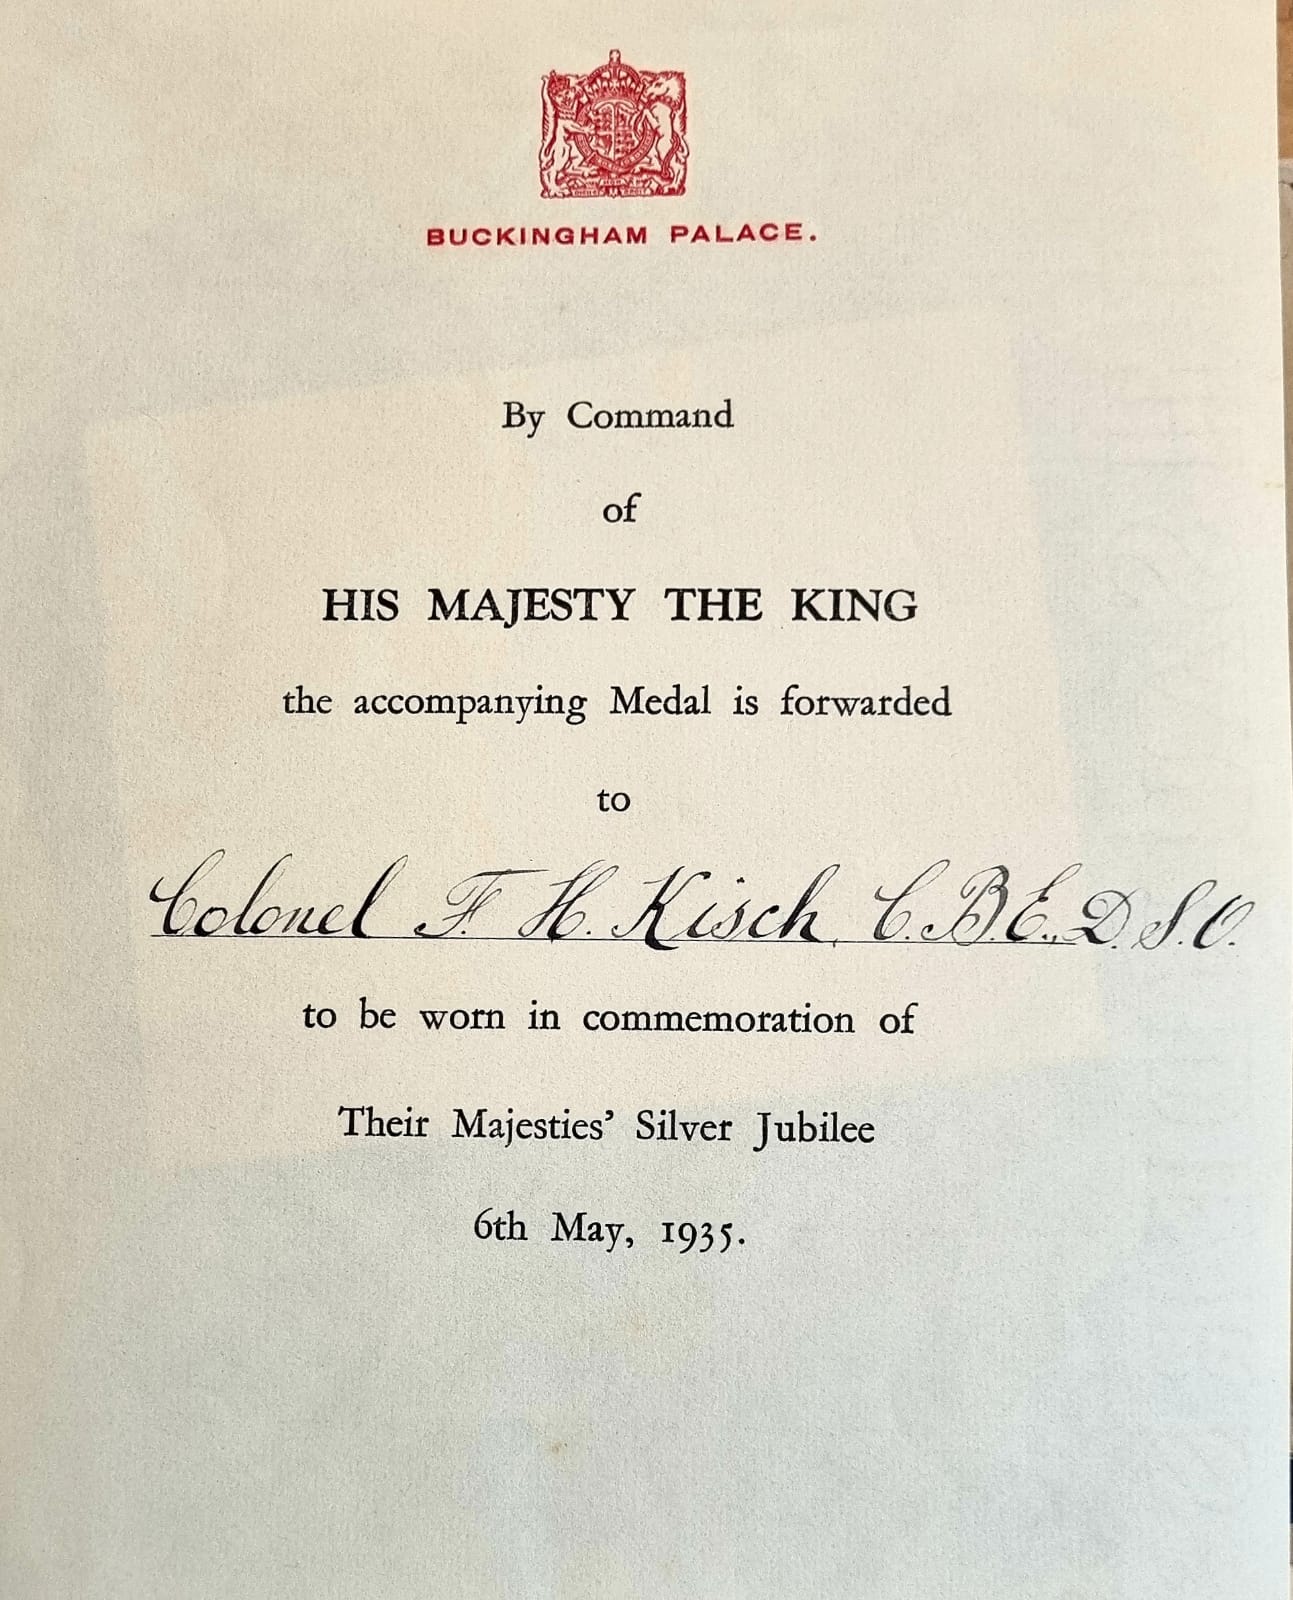 BUCKINGHAM PALACE.
By Command
of
HIS MAJESTY THE KING
the accompanying Medal is forwarded
to
Colonel F. H. Kisch, C.B.E., D.S.O.
to be worn in commemoration of
Their Majesties' Silver Jubilee
6th May, 1935.